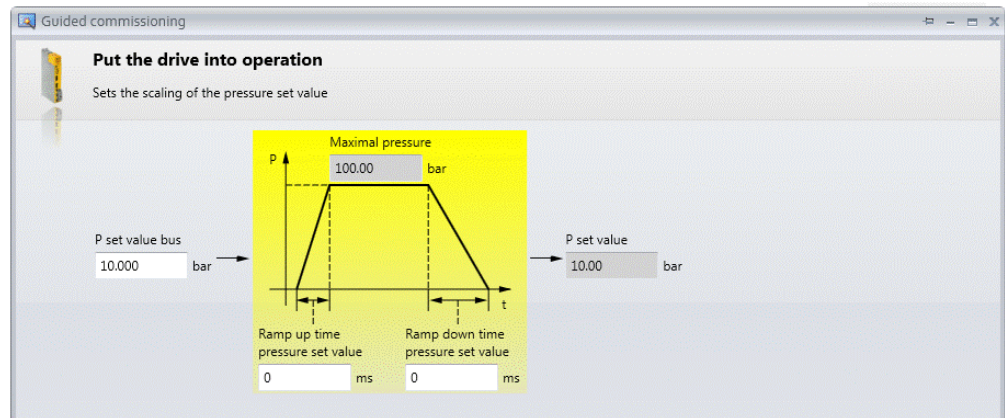 Guided commissioning
Put the drive into operation
Sets the scaling of the pressure set value
Maximal pressure
P
100.00 bar
P set value bus
10.000 bar
P set value
10.00 bar
t
Ramp up time
pressure set value
0 ms
Ramp down time
pressure set value
0 ms